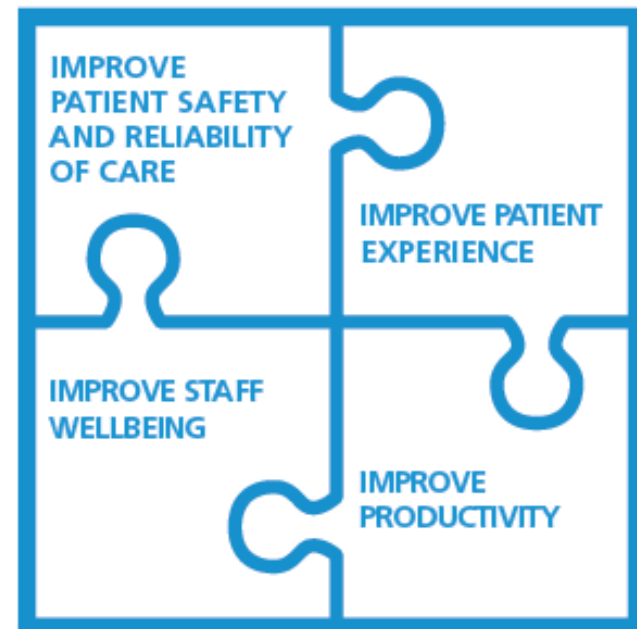 IMPROVE
PATIENT SAFETY
AND RELIABILITY
OF CARE
IMPROVE PATIENT
EXPERIENCE
IMPROVE STAFF
WELLBEING
IMPROVE
PRODUCTIVITY